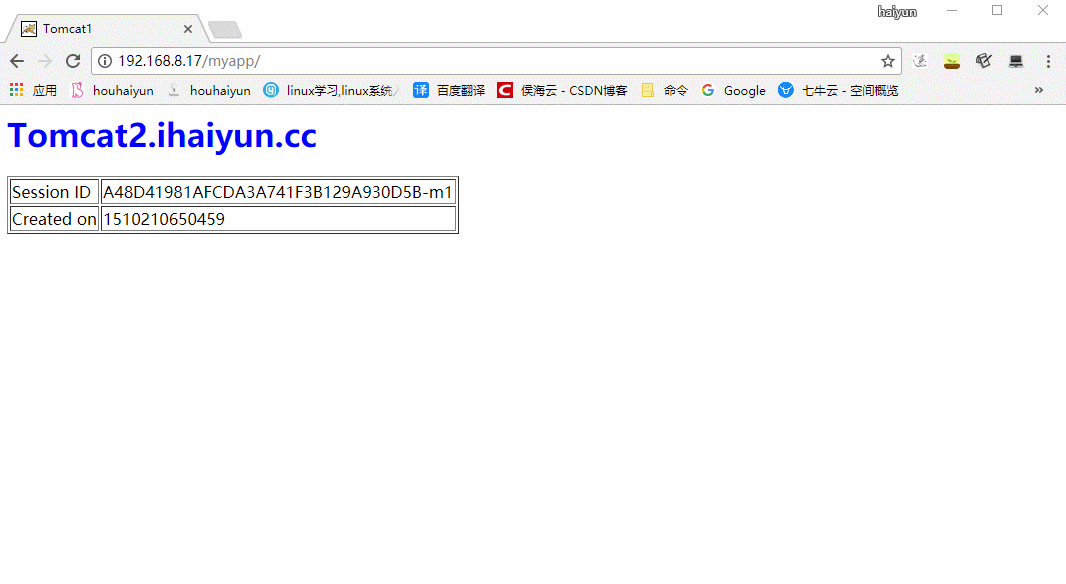 haiyun
Tomcat1
192.168.8.17/myapp/
应用 houhaiyun houhaiyun linux学习,linux系统 百度翻译 侯海云 - CSDN博客 命令 Google 七牛云 - 空间概览 »
Tomcat2.ihaiyun.cc
Session ID A48D41981AFCDA3A741F3B129A930D5B-m1
Created on 1510210650459